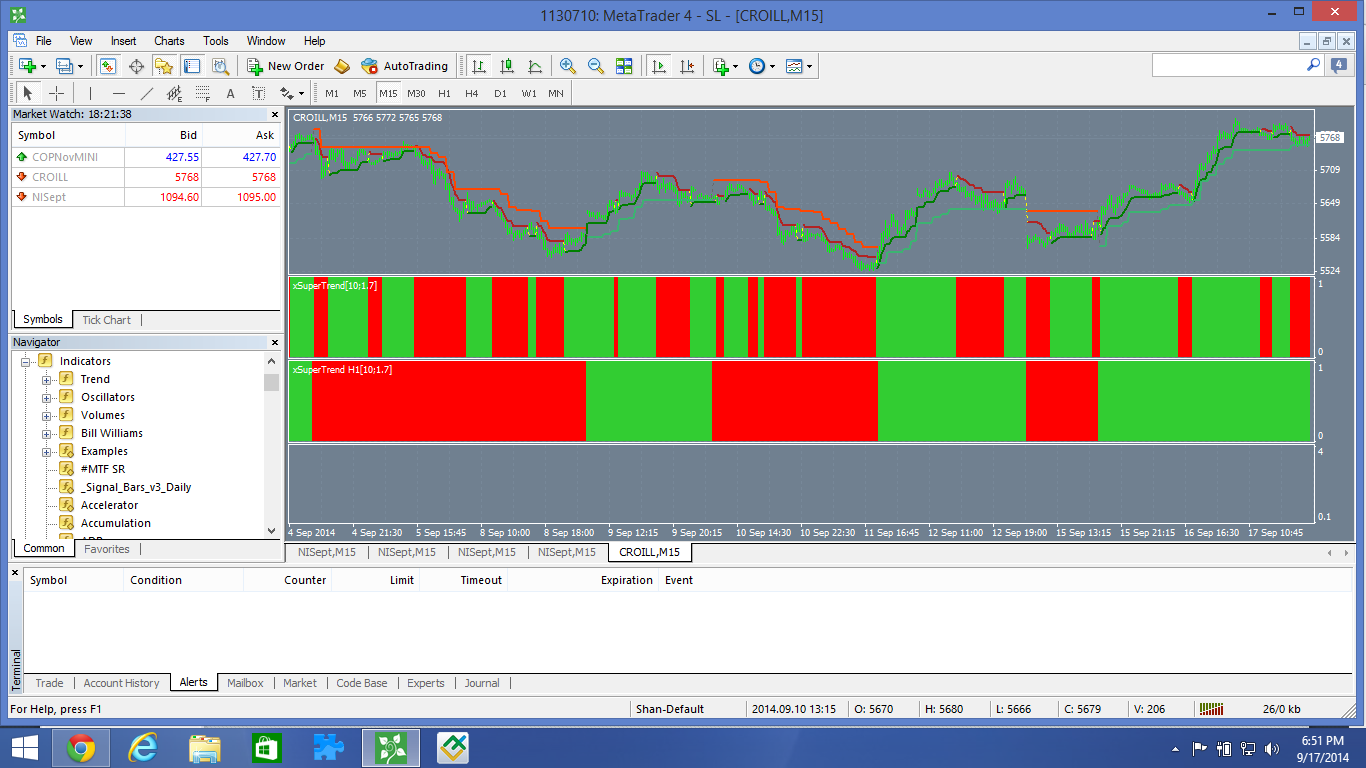 1130710: MetaTrader 4 - SL - [CROILL,M15]
File View Insert Charts Tools Window Help
New Order AutoTrading 4
A T M1 M5 M15 M30 H1 H4 D1 W1 MN
Market Watch: 18:21:38
Symbol Bid Ask
COPNovMINI 427.55 427.70
CROILL 5768 5768
NISept 1094.60 1095.00
Symbols Tick Chart
Navigator
Indicators
Trend
Oscillators
Volumes
Bill Williams
Examples
#MTF SR
_Signal_Bars_v3_Daily
Accelerator
Accumulation
Common Favorites
CROILL,M15 5766 5772 5765 5768
5768
5709
5649
5584
5524
xSuperTrend[10;1.7] 1
0
xSuperTrend H1[10;1.7] 1
0
4
0.1
4 Sep 2014 4 Sep 21:30 5 Sep 15:45 8 Sep 10:00 8 Sep 18:00 9 Sep 12:15 9 Sep 20:15 10 Sep 14:30 10 Sep 22:30 11 Sep 16:45 12 Sep 11:00 12 Sep 19:00 15 Sep 13:15 15 Sep 21:15 16 Sep 16:30 17 Sep 10:45
NISept,M15 NISept,M15 NISept,M15 NISept,M15 CROILL,M15
Symbol Condition Counter Limit Timeout Expiration Event
Terminal
Trade Account History Alerts Mailbox Market Code Base Experts Journal
For Help, press F1 Shan-Default 2014.09.10 13:15 O: 5670 H: 5680 L: 5666 C: 5679 V: 206 26/0 kb
6:51 PM
9/17/2014